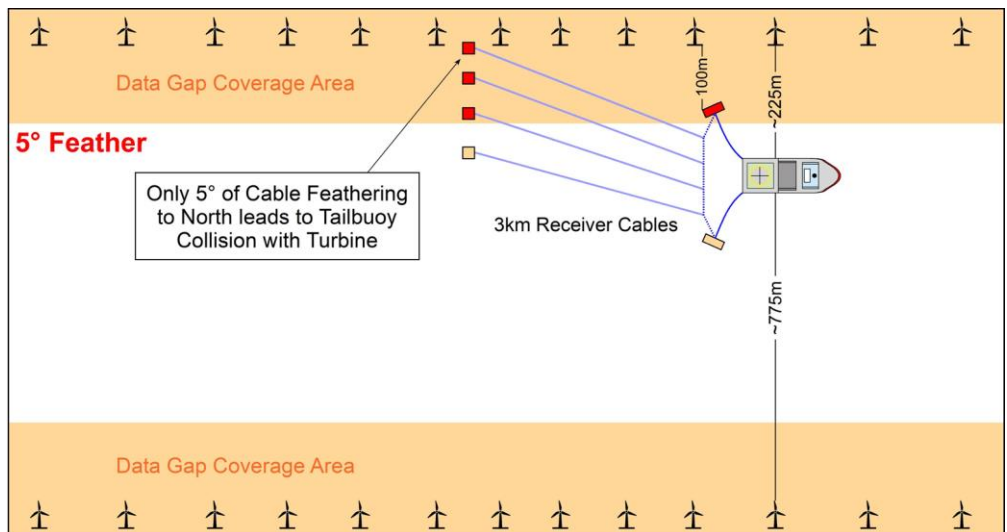 Data Gap Coverage Area
100m
~225m
5° Feather
Only 5° of Cable Feathering
to North leads to Tailbuoy
Collision with Turbine
3km Receiver Cables
~775m
Data Gap Coverage Area